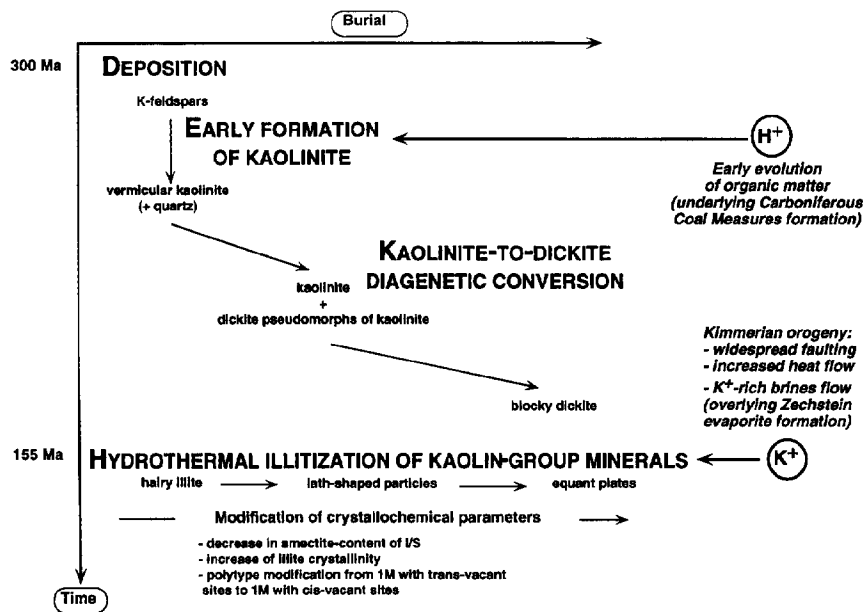 Burial
300 Ma
DEPOSITION
K-feldspars
EARLY FORMATION
OF KAOLINITE
H+
vermicular kaolinite
(+ quartz)
Early evolution
of organic matter
(underlying Carboniferous
Coal Measures formation)
KAOLINITE-TO-DICKITE
DIAGENETIC CONVERSION
kaolinite
+
dickite pseudomorphs of kaolinite
Kimmerian orogeny:
- widespread faulting
- increased heat flow
- K+-rich brines flow
(overlying Zechstein
evaporite formation)
blocky dickite
155 Ma
HYDROTHERMAL ILLITIZATION OF KAOLIN-GROUP MINERALS
K+
hairy illite
lath-shaped particles
equant plates
Modification of crystallochemical parameters
- decrease in smectite-content of I/S
- increase of illite crystallinity
- polytype modification from 1M with trans-vacant
sites to 1M with cis-vacant sites
Time